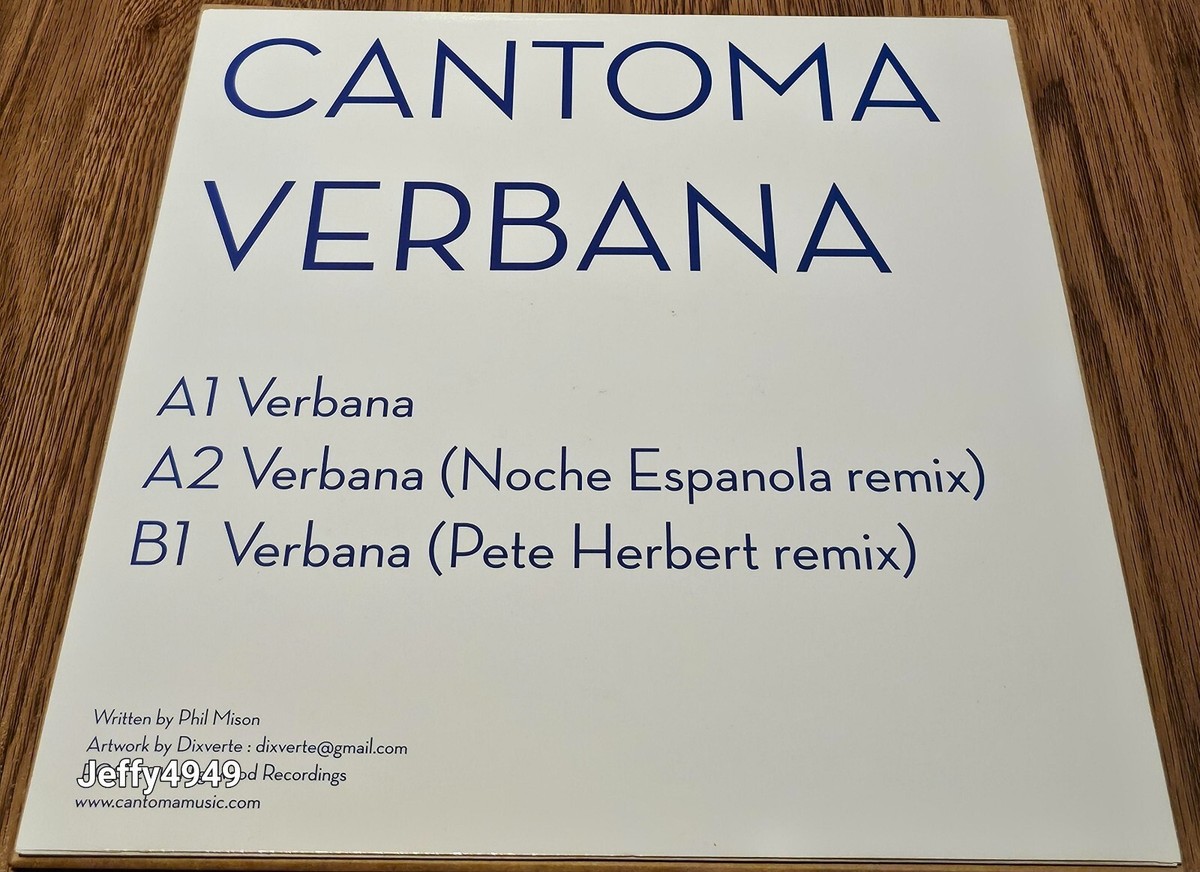 CANTOMA
VERBANA
A1 Verbana
A2 Verbana (Noche Espanola remix)
B1 Verbana (Pete Herbert remix)
Written by Phil Mison
Artwork by Dixverte : dixverte@gmail.com
Jeffy4949
Recordings
www.cantomamusic.com